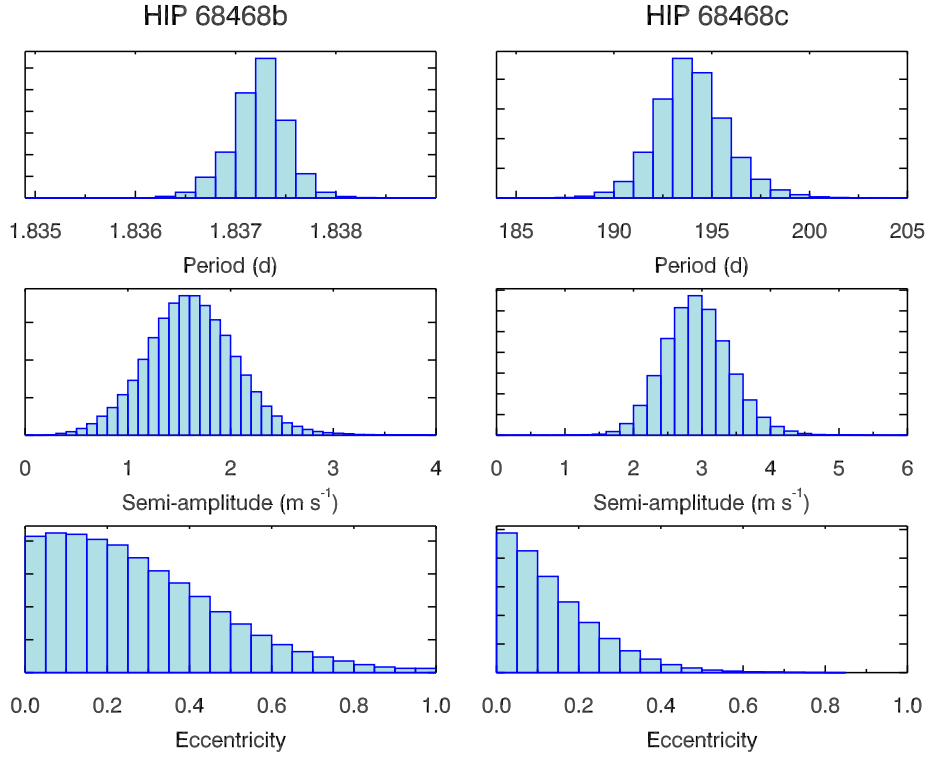 HIP 68468b
HIP 68468c
1.835 1.836 1.837 1.838
185 190 195 200 205
Period (d)
Period (d)
0 1 2 3 4
0 1 2 3 4 5 6
Semi-amplitude (m s⁻¹)
Semi-amplitude (m s⁻¹)
0.0 0.2 0.4 0.6 0.8 1.0
0.0 0.2 0.4 0.6 0.8 1.0
Eccentricity
Eccentricity